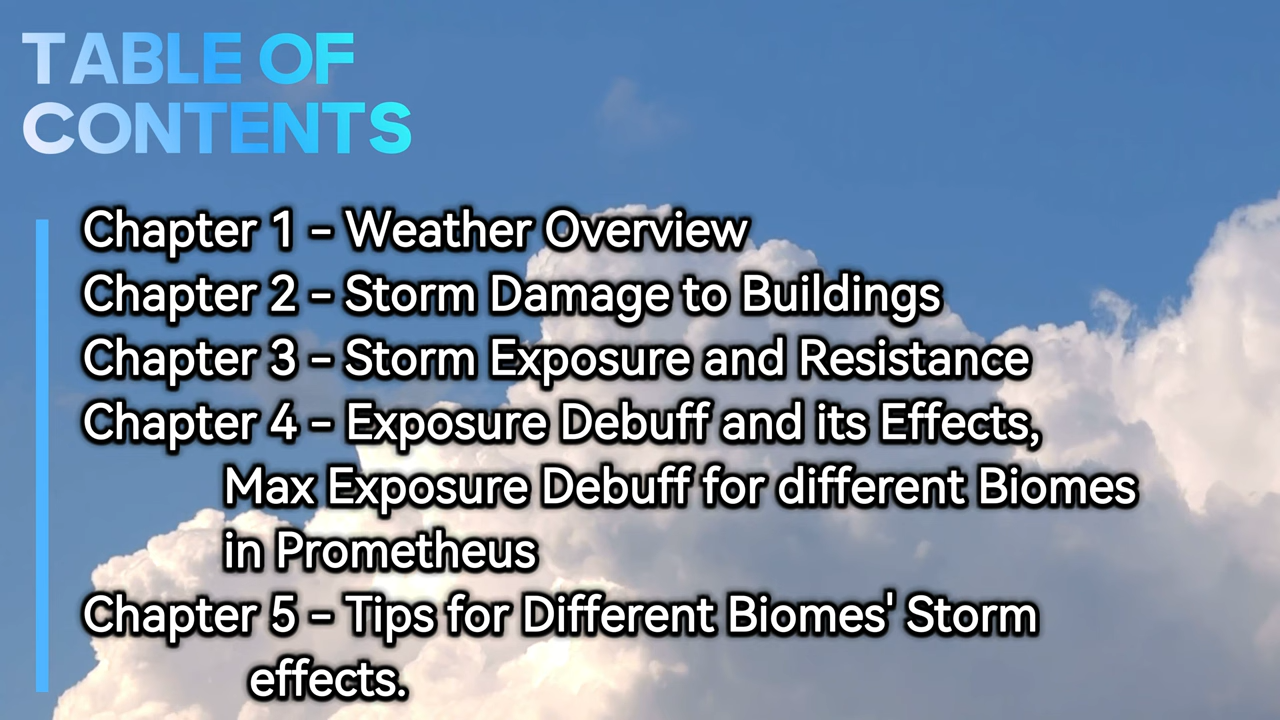 TABLE OF
CONTENTS
Chapter 1 – Weather Overview
Chapter 2 – Storm Damage to Buildings
Chapter 3 – Storm Exposure and Resistance
Chapter 4 – Exposure Debuff and its Effects,
Max Exposure Debuff for different Biomes
in Prometheus
Chapter 5 – Tips for Different Biomes' Storm
effects.